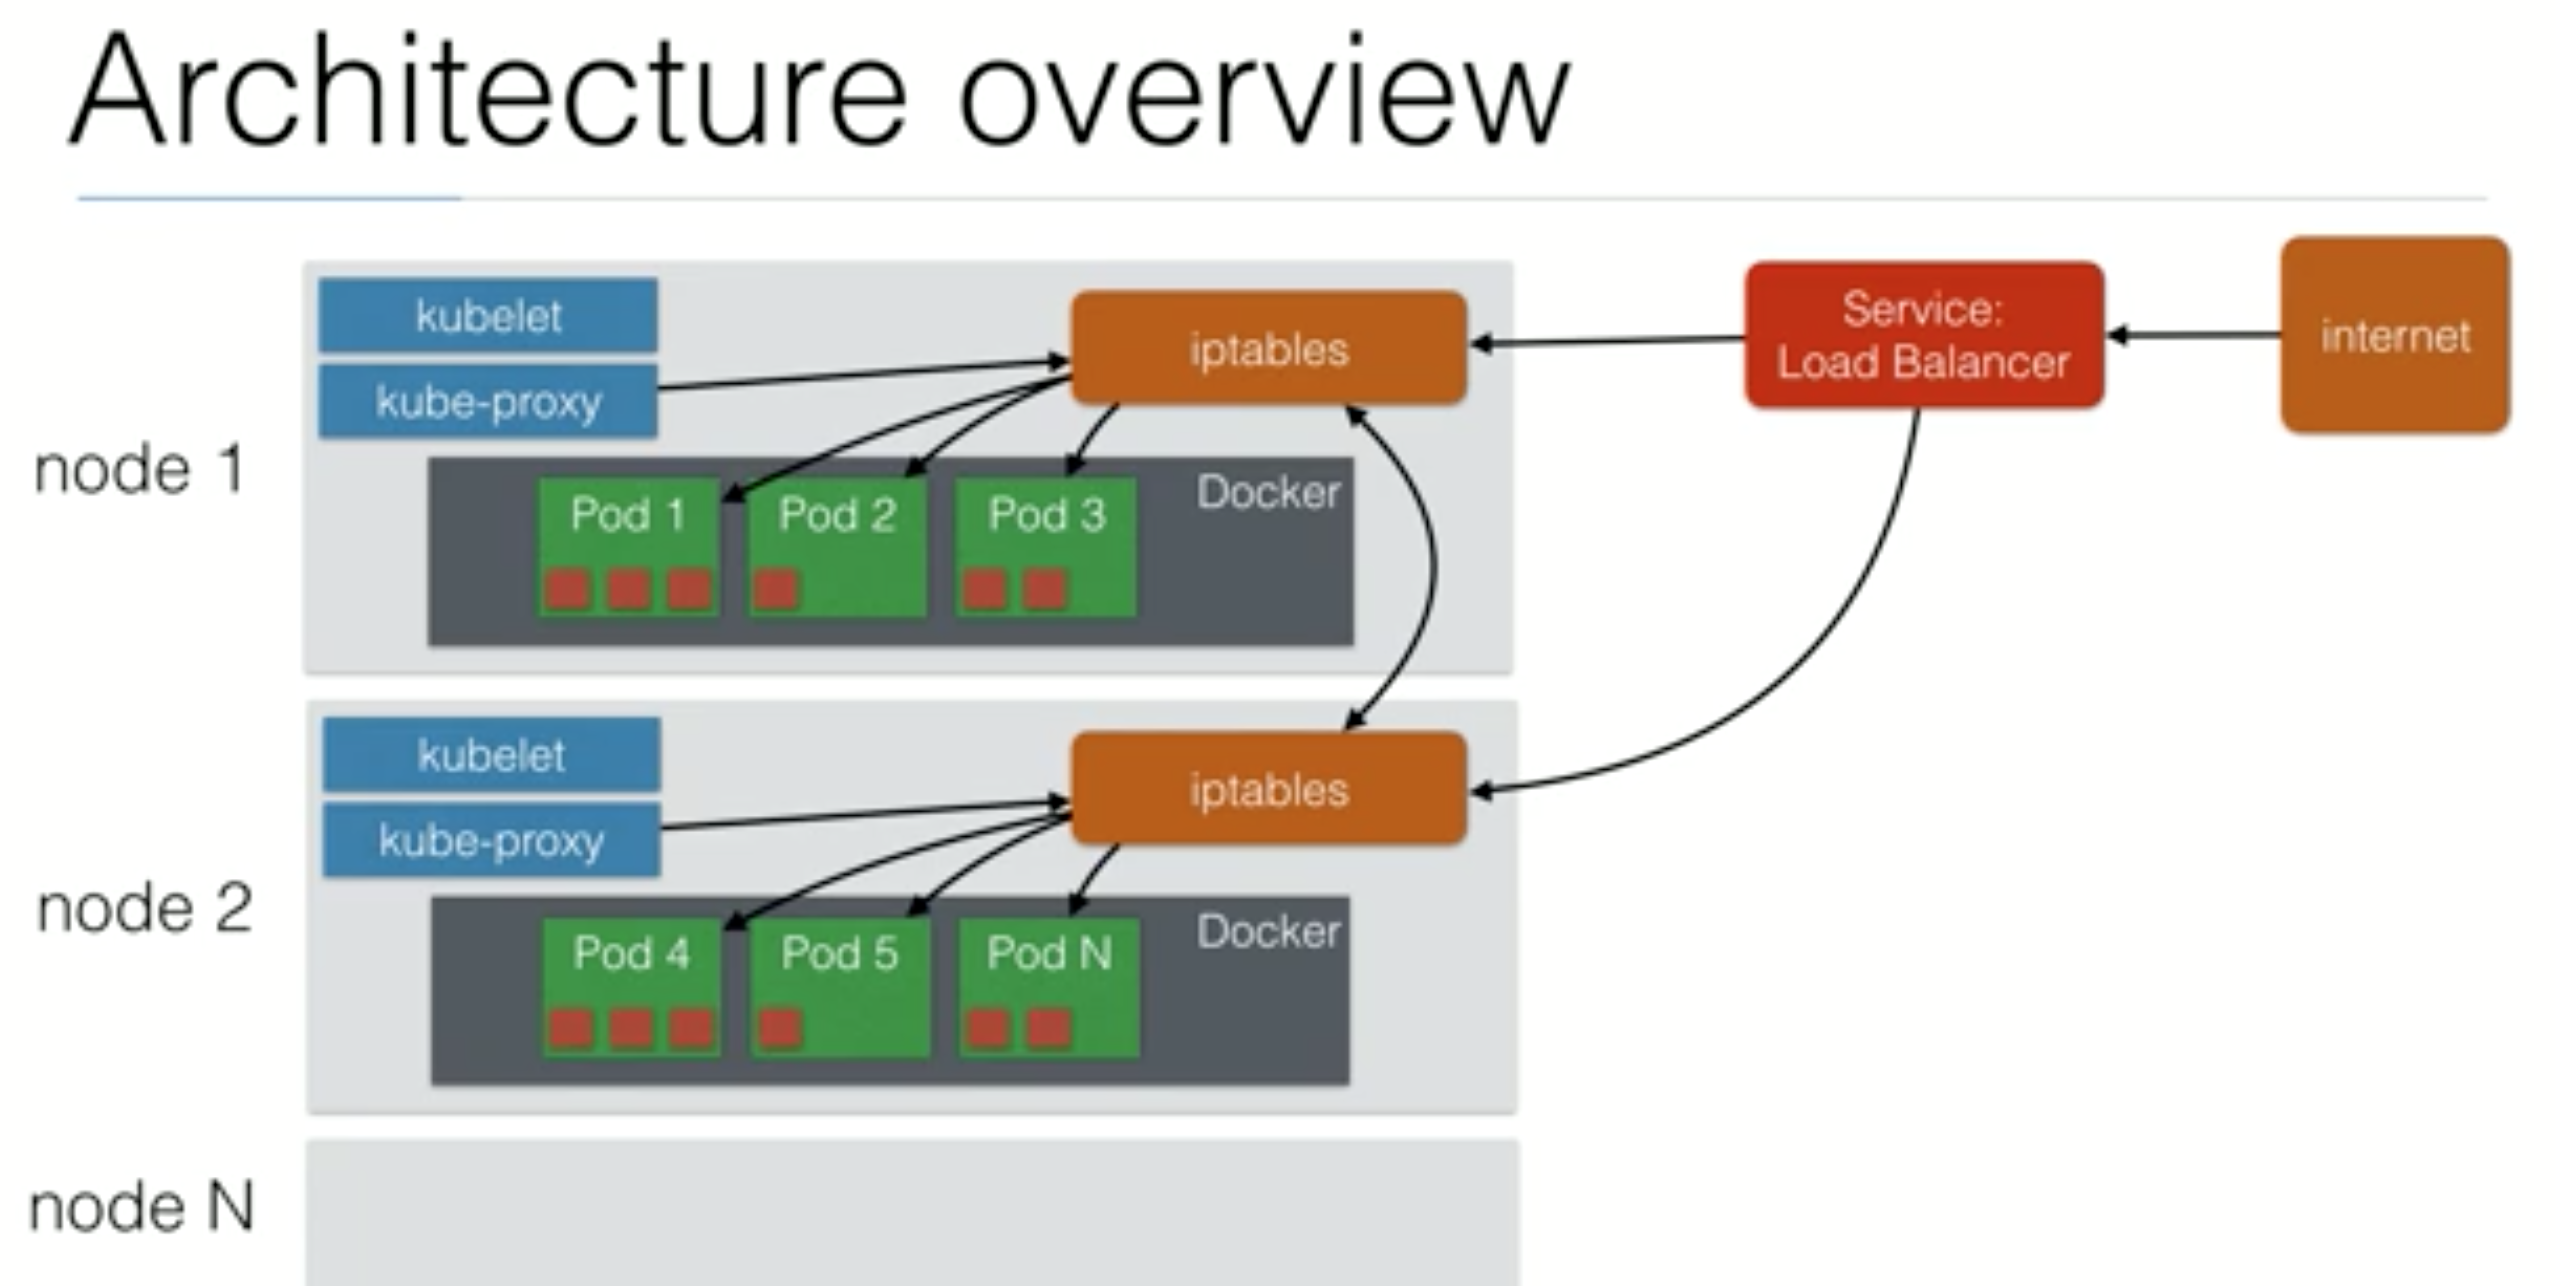 Architecture overview
node 1
kubelet
kube-proxy
iptables
Service:
Load Balancer
internet
Docker
Pod 1
Pod 2
Pod 3
node 2
kubelet
kube-proxy
iptables
Docker
Pod 4
Pod 5
Pod N
node N